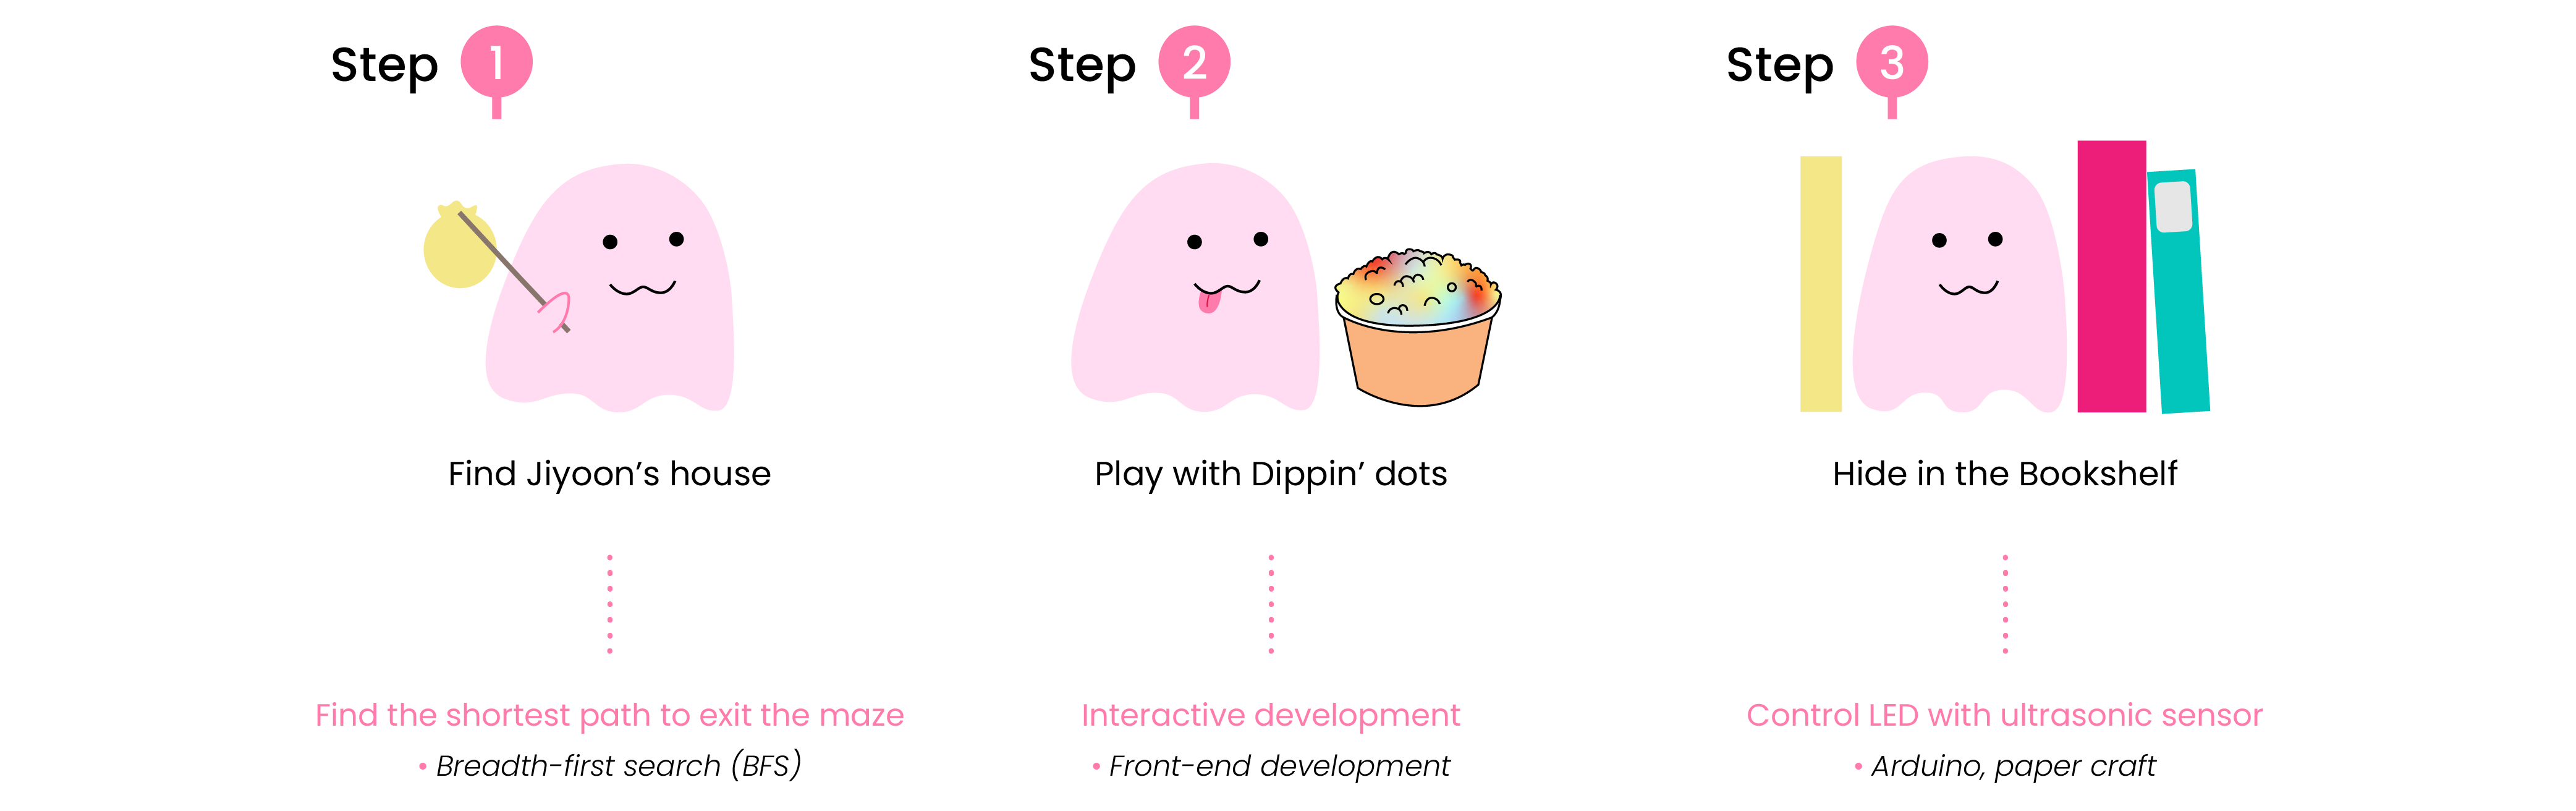 Step 1
Step 2
Step 3
Find Jiyoon’s house
Play with Dippin’ dots
Hide in the Bookshelf
Find the shortest path to exit the maze
• Breadth-first search (BFS)
Interactive development
• Front-end development
Control LED with ultrasonic sensor
• Arduino, paper craft